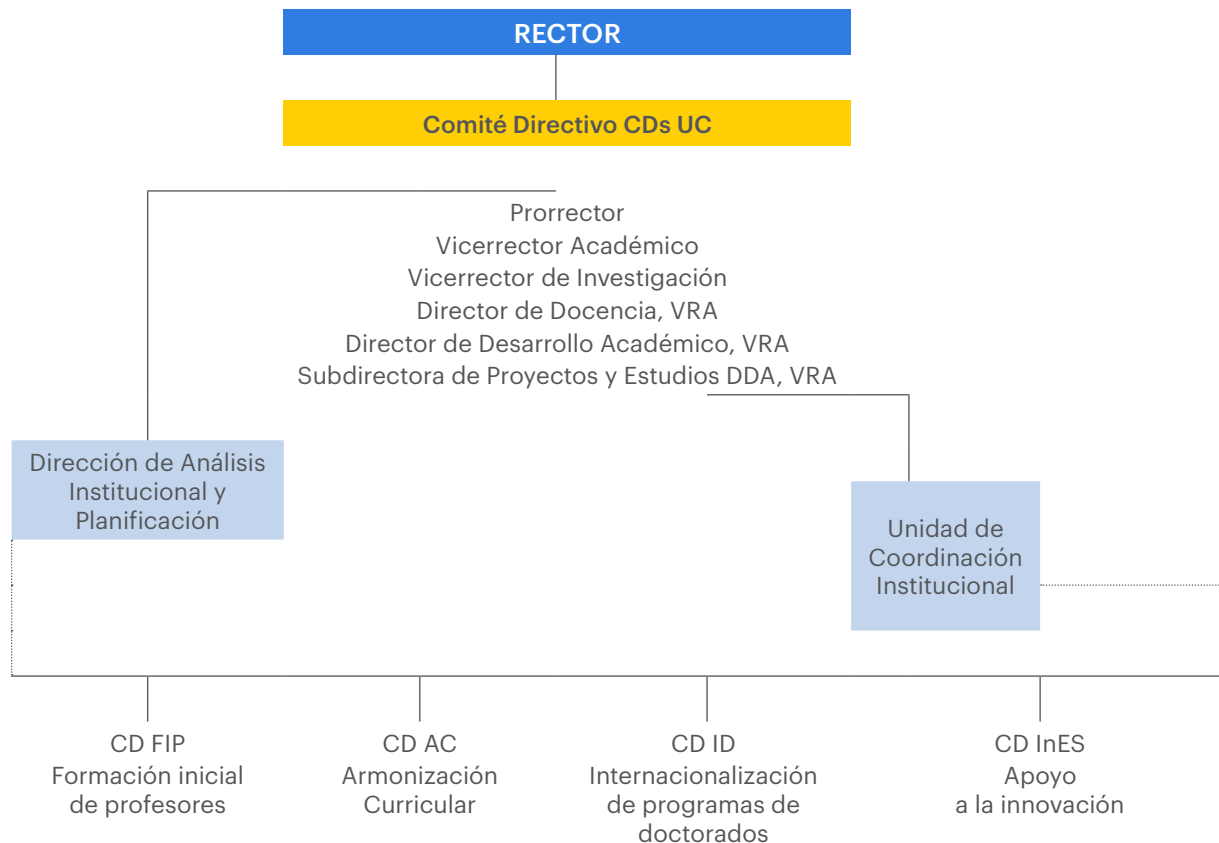 RECTOR
Comité Directivo CDs UC
Prorrector
Vicerrector Académico
Vicerrector de Investigación
Director de Docencia, VRA
Director de Desarrollo Académico, VRA
Subdirectora de Proyectos y Estudios DDA, VRA
Dirección de Análisis
Institucional y
Planificación
Unidad de
Coordinación
Institucional
CD FIP
Formación inicial
de profesores
CD AC
Armonización
Curricular
CD ID
Internacionalización
de programas de
doctorados
CD InES
Apoyo
a la innovación